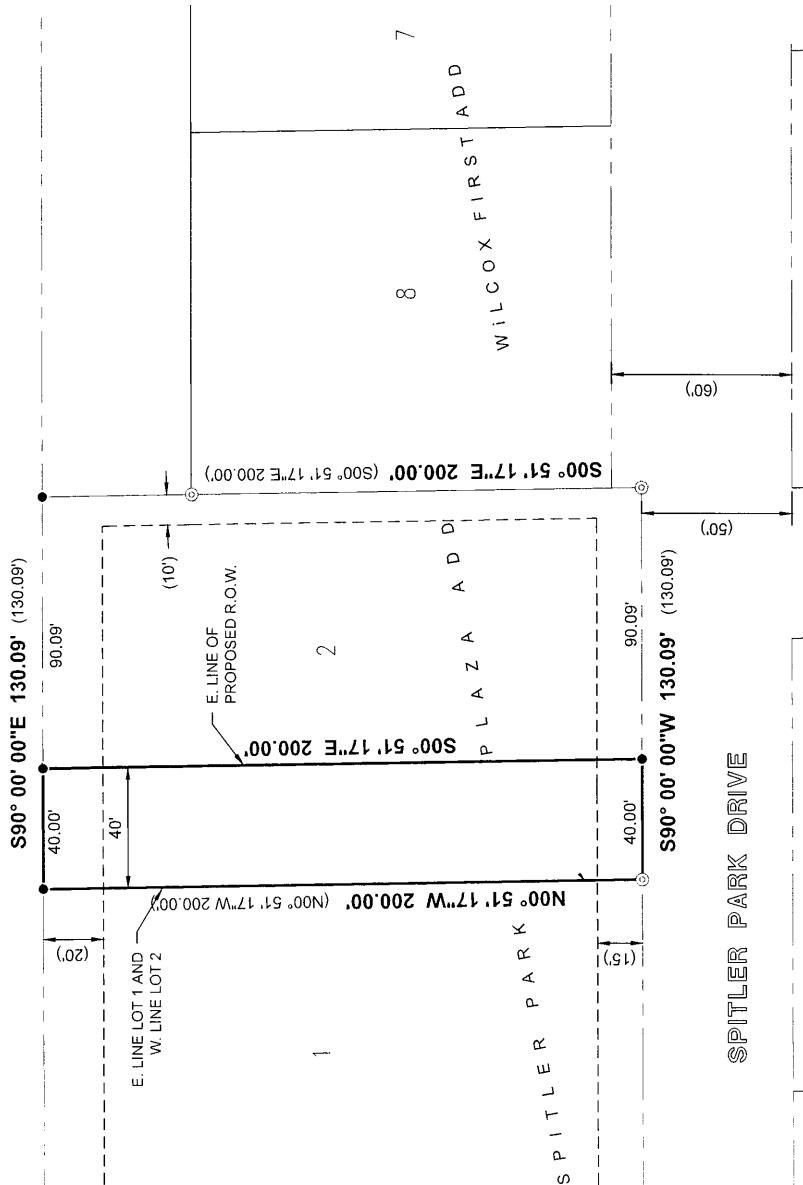 S90° 00' 00"E 130.09' (130.09')
40.00'
90.09'
40'
(20')
(10')
E. LINE LOT 1 AND
W. LINE LOT 2
E. LINE OF
PROPOSED R.O.W.
N00° 51' 17"W 200.00' (N00° 51' 17"W 200.00')
S00° 51' 17"E 200.00'
S00° 51' 17"E 200.00' (S00° 51' 17"E 200.00')
1
2
8
7
SPITLER PARK PLAZA ADD
WiLCOX FIRST ADD
(15')
40.00'
90.09'
S90° 00' 00"W 130.09' (130.09')
(50')
(60')
SPITLER PARK DRIVE